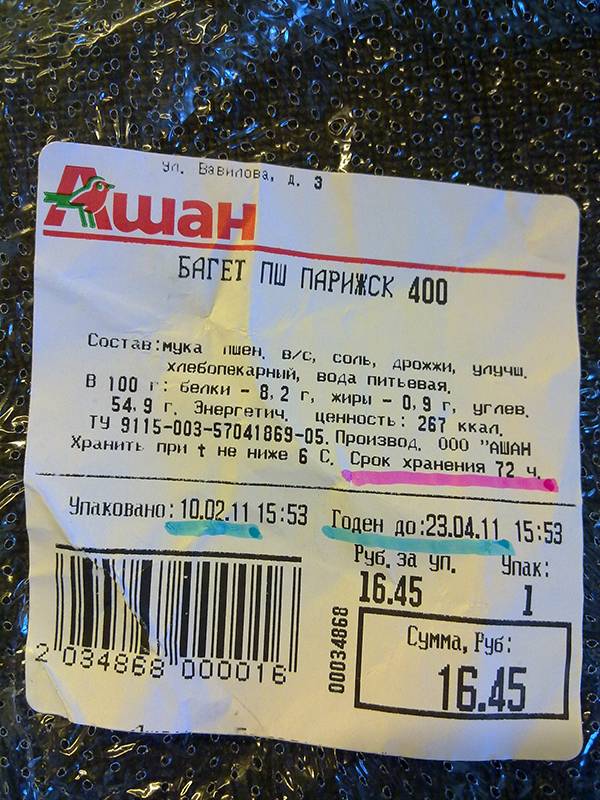 ул. Вавилова, д. 3
Ашан
БАГЕТ ПШ ПАРИЖСК 400
Состав:мука пшен. в/с, соль, дрожжи, улучш.
хлебопекарный, вода питьевая.
В 100 г: белки - 8,2 г, жиры - 0,9 г, углев.
54,9 г. Энергетич. ценность: 267 ккал.
ТУ 9115-003-57041869-05. Производ. ООО "АШАН
Хранить при t не ниже 6 С. Срок хранения 72 ч.
Упаковано: 10.02.11 15:53 Годен до:23.04.11 15:53
Руб. за уп. Упак:
16.45 1
Сумма, Руб:
16.45
00034868
2 034868 000016